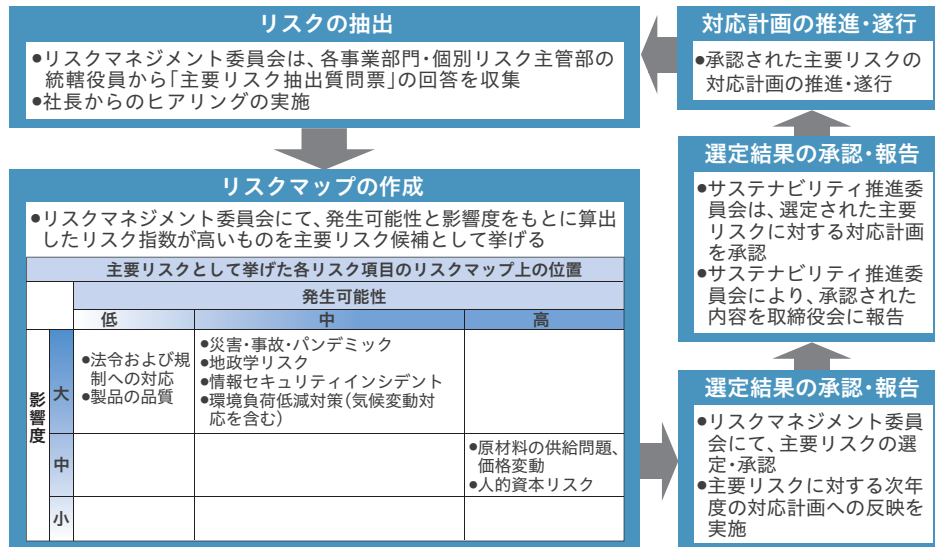 リスクの抽出
●リスクマネジメント委員会は、各事業部門・個別リスク主管部の
統轄役員から「主要リスク抽出質問票」の回答を収集
●社長からのヒアリングの実施
リスクマップの作成
●リスクマネジメント委員会にて、発生可能性と影響度をもとに算出
したリスク指数が高いものを主要リスク候補として挙げる
主要リスクとして挙げた各リスク項目のリスクマップ上の位置
発生可能性
低
中
高
影響度
大
●法令および規
制への対応
●製品の品質
●災害・事故・パンデミック
●地政学リスク
●情報セキュリティインシデント
●環境負荷低減対策（気候変動対
応を含む）
中
●原材料の供給問題、
価格変動
●人的資本リスク
小
選定結果の承認・報告
●リスクマネジメント委員
会にて、主要リスクの選
定・承認
●主要リスクに対する次年
度の対応計画への反映を
実施
選定結果の承認・報告
●サステナビリティ推進委
員会は、選定された主要
リスクに対する対応計画
を承認
●サステナビリティ推進委
員会により、承認された
内容を取締役会に報告
対応計画の推進・遂行
●承認された主要リスクの
対応計画の推進・遂行